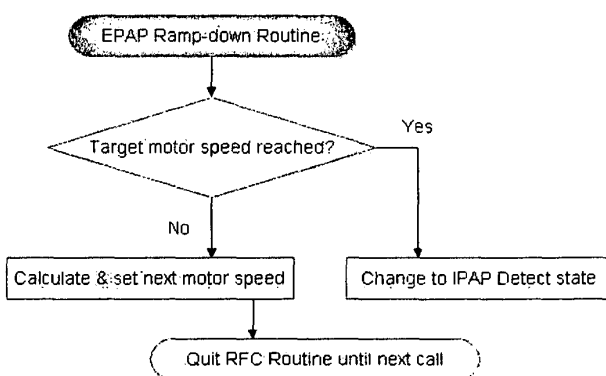 EPAP Ramp-down Routine
Target motor speed reached?
Yes
No
Calculate & set next motor speed
Change to IPAP Detect state
Quit RFC Routine until next call